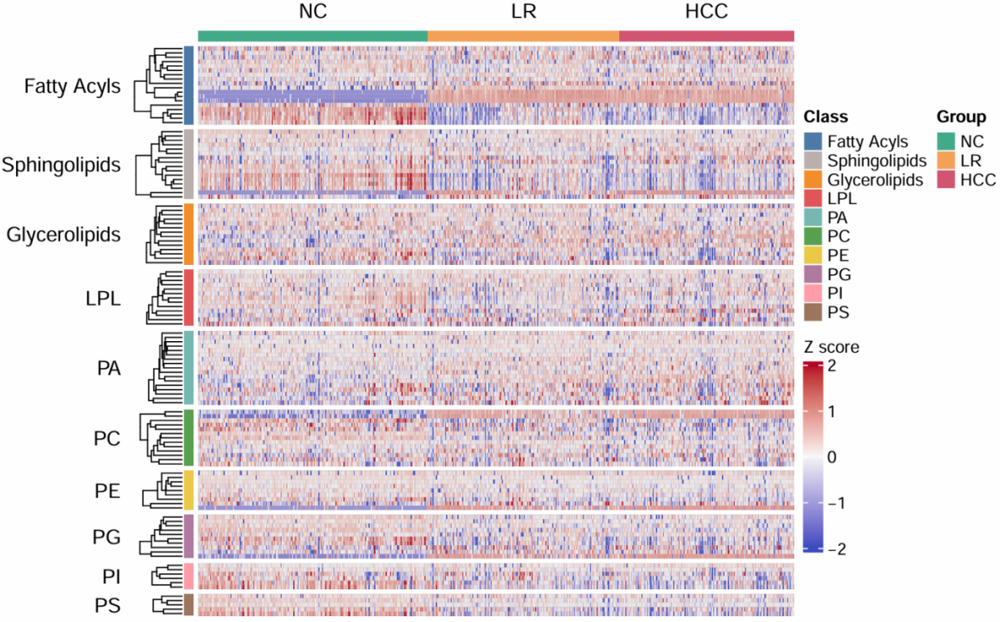 NC LR HCC
Fatty Acyls
Sphingolipids
Glycerolipids
LPL
PA
PC
PE
PG
PI
PS
Class
Fatty Acyls
Sphingolipids
Glycerolipids
LPL
PA
PC
PE
PG
PI
PS
Group
NC
LR
HCC
Z score
2
1
0
−1
−2